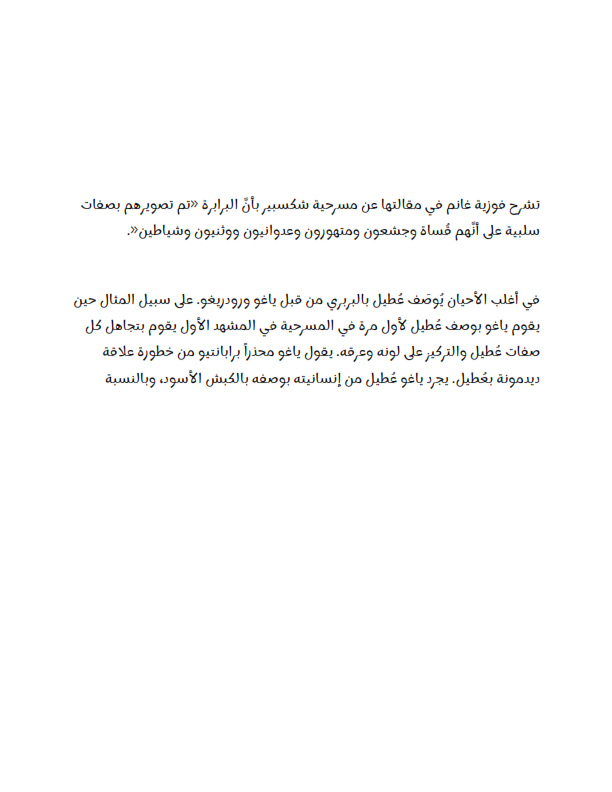 تشرح فوزية غانم في مقالتها عن مسرحية شكسبير بأنَّ البرابرة «تم تصويرهم بصفات
سلبية على أنَّهم قُساة وجشعون ومتهورون وعدوانيون ووثنيون وشياطين«.
في أغلب الأحيان يُوصَف عُطيل بالبربري من قبل ياغو ورودريغو. على سبيل المثال حين
يقوم ياغو بوصف عُطيل لأول مرة في المسرحية في المشهد الأول يقوم بتجاهل كل
صفات عُطيل والتركيز على لونه وعرقه. يقول ياغو محذراً برابانتيو من خطورة علاقة
ديدمونة بعُطيل. يجرد ياغو عُطيل من إنسانيته بوصفه بالكبش الأسود، وبالنسبة